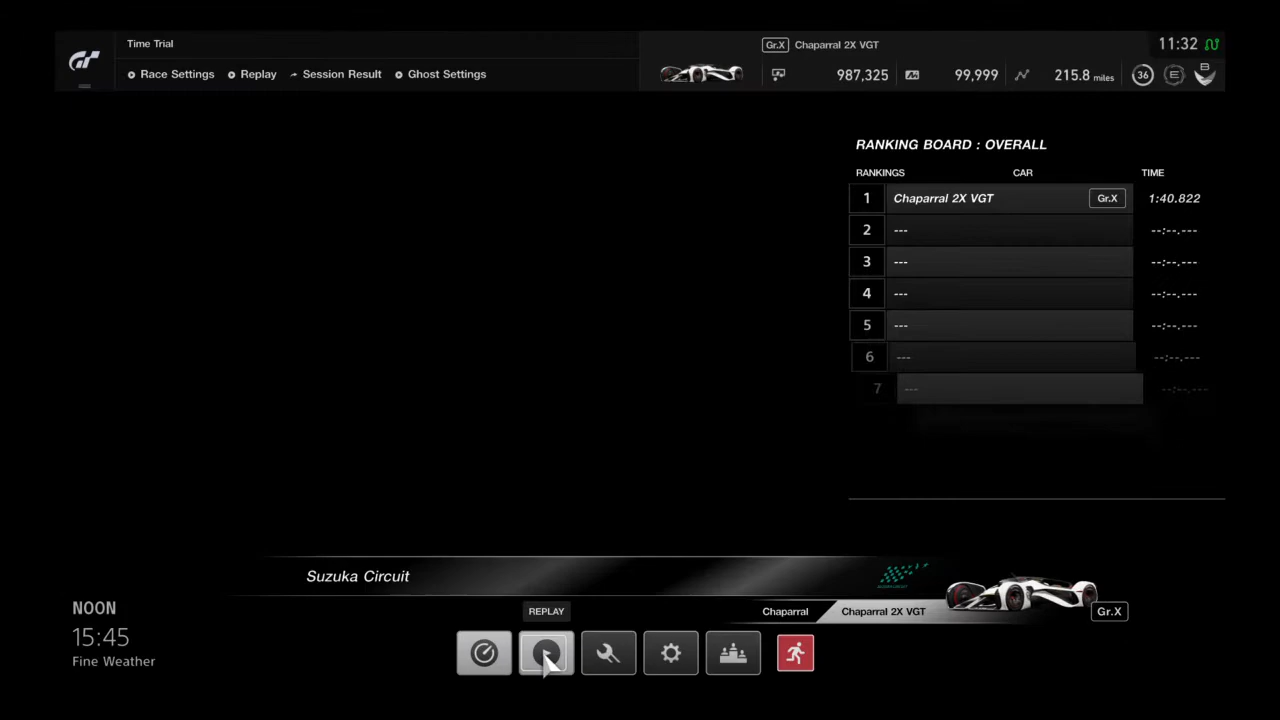 Time Trial
Race Settings Replay Session Result Ghost Settings
Gr.X Chaparral 2X VGT
11:32
987,325 99,999 215.8 miles 36 E B
RANKING BOARD : OVERALL
RANKINGS CAR TIME
1 Chaparral 2X VGT Gr.X 1:40.822
2 --- --:--.---
3 --- --:--.---
4 --- --:--.---
5 --- --:--.---
6 --- --:--.---
7 --- --:--.---
Suzuka Circuit
NOON
15:45
Fine Weather
REPLAY
Chaparral Chaparral 2X VGT Gr.X